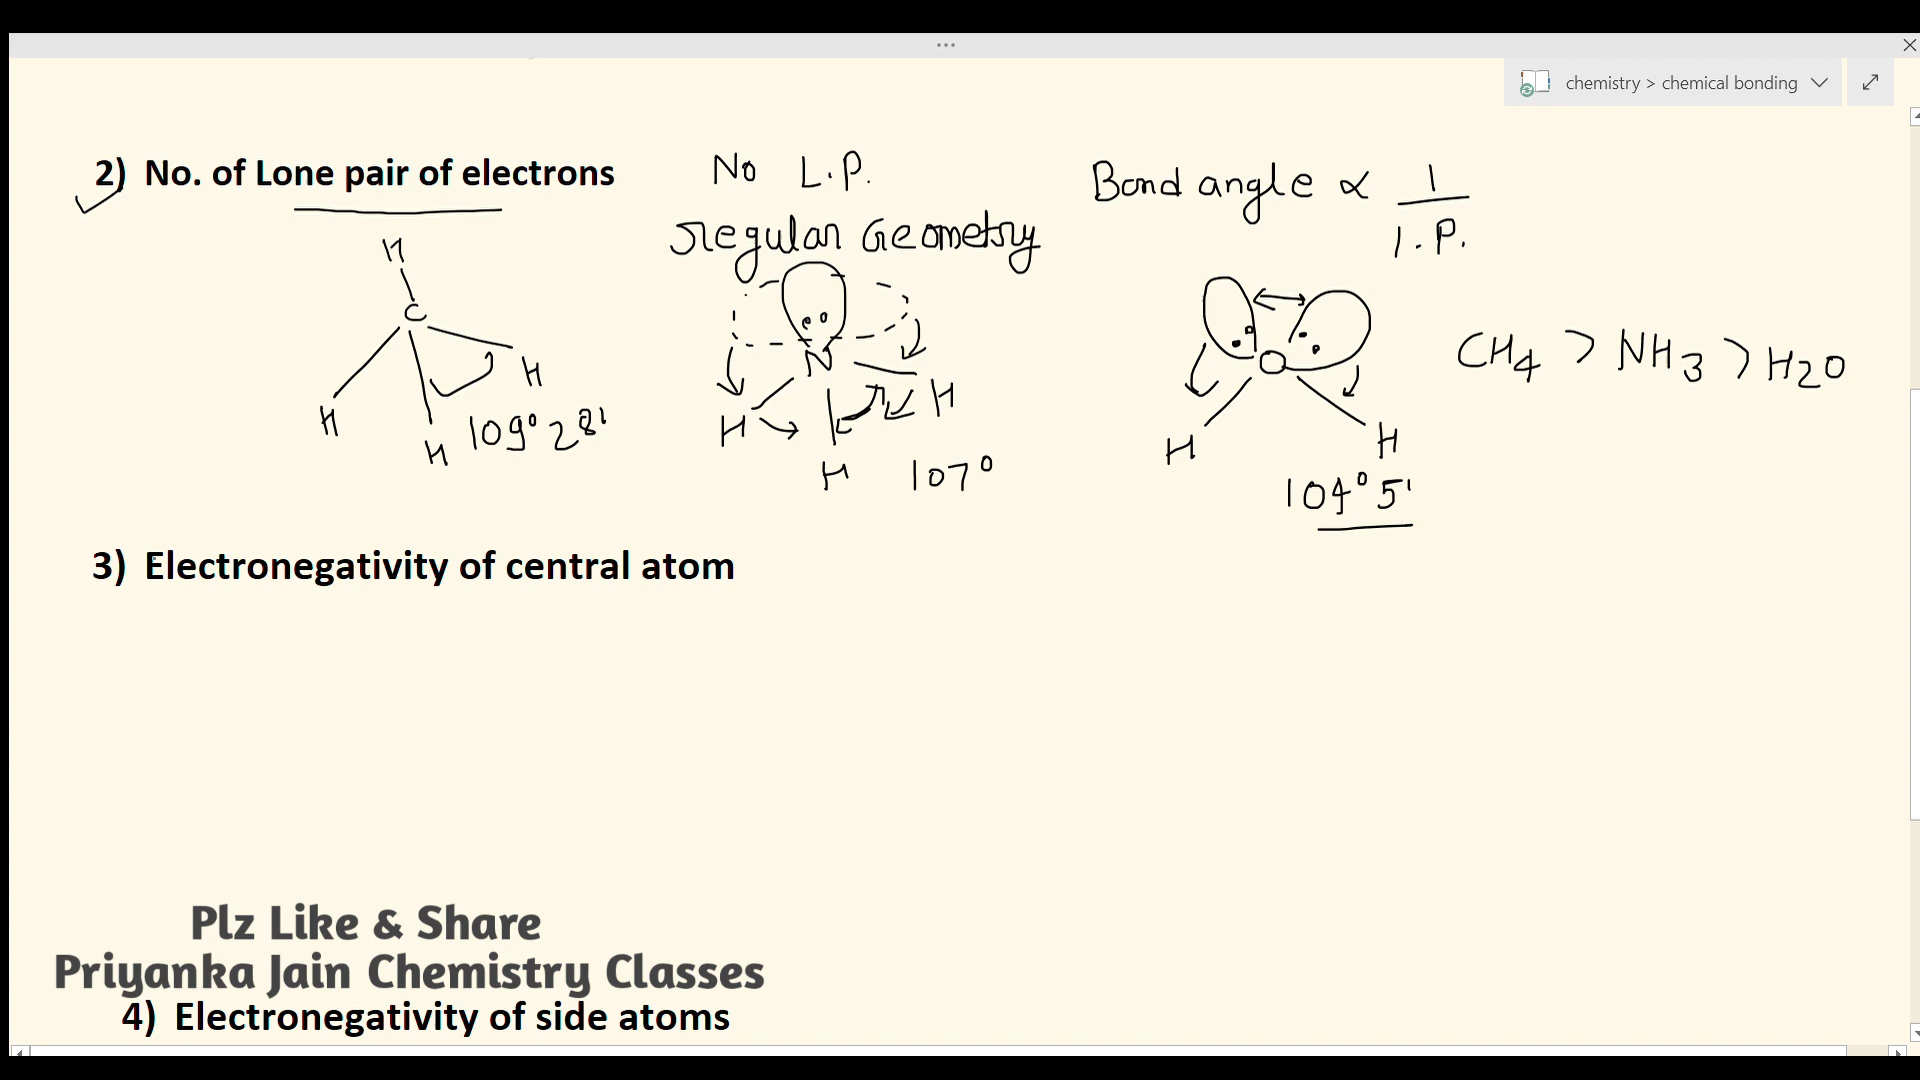 chemistry > chemical bonding
2) No. of Lone pair of electrons
No L.P.
regular Geometry
Bond angle ∝ 1/l.P.
H
C
H
H
H
109°28'
N
H
H
H
107°
O
H
H
104°5'
CH4 > NH3 > H2O
3) Electronegativity of central atom
Plz Like & Share
Priyanka Jain Chemistry Classes
4) Electronegativity of side atoms